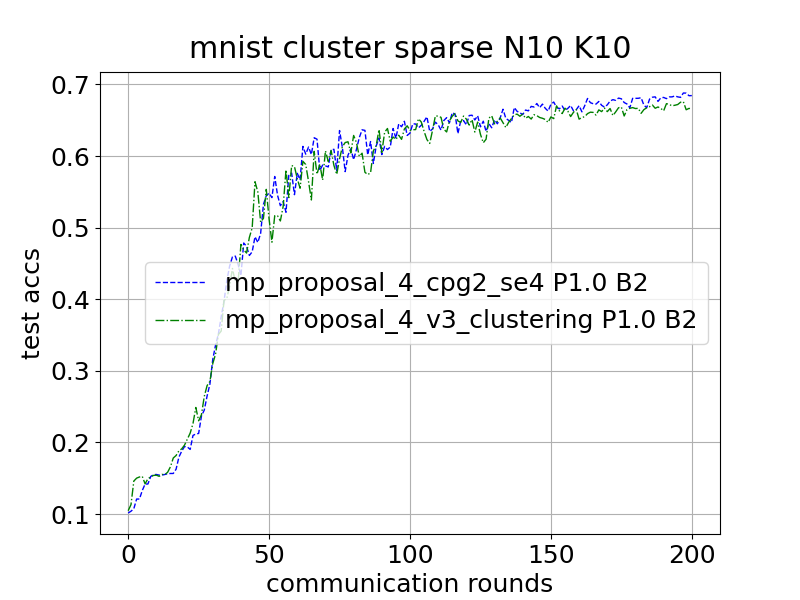 mnist cluster sparse N10 K10
0.7
0.6
0.5
0.4
0.3
0.2
0.1
test accs
mp_proposal_4_cpg2_se4 P1.0 B2
mp_proposal_4_v3_clustering P1.0 B2
0 50 100 150 200
communication rounds